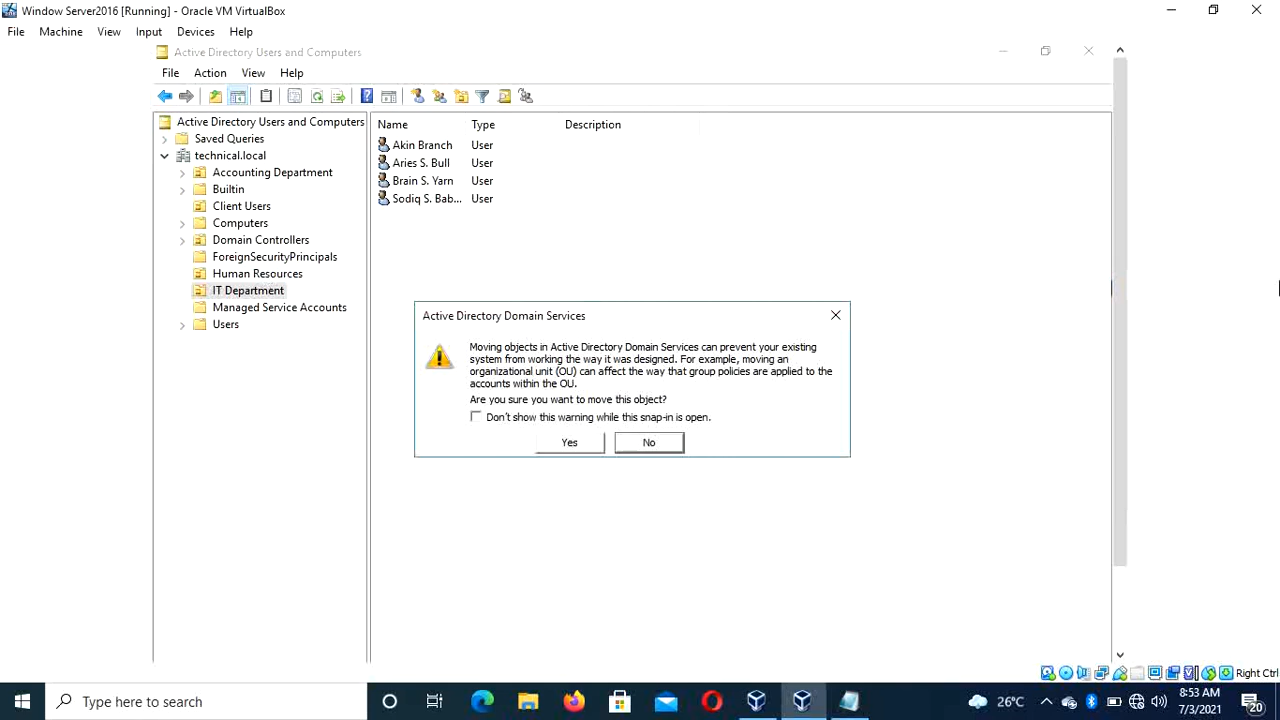 Window Server2016 [Running] - Oracle VM VirtualBox
File Machine View Input Devices Help
Active Directory Users and Computers
File Action View Help
Active Directory Users and Computers
Saved Queries
technical.local
Accounting Department
Builtin
Client Users
Computers
Domain Controllers
ForeignSecurityPrincipals
Human Resources
IT Department
Managed Service Accounts
Users
Name Type Description
Akin Branch User
Aries S. Bull User
Brain S. Yarn User
Sodiq S. Bab... User
Active Directory Domain Services
Moving objects in Active Directory Domain Services can prevent your existing
system from working the way it was designed. For example, moving an
organizational unit (OU) can affect the way that group policies are applied to the
accounts within the OU.
Are you sure you want to move this object?
Don't show this warning while this snap-in is open.
Yes No
Right Ctrl
Type here to search
26°C
8:53 AM
7/3/2021
20